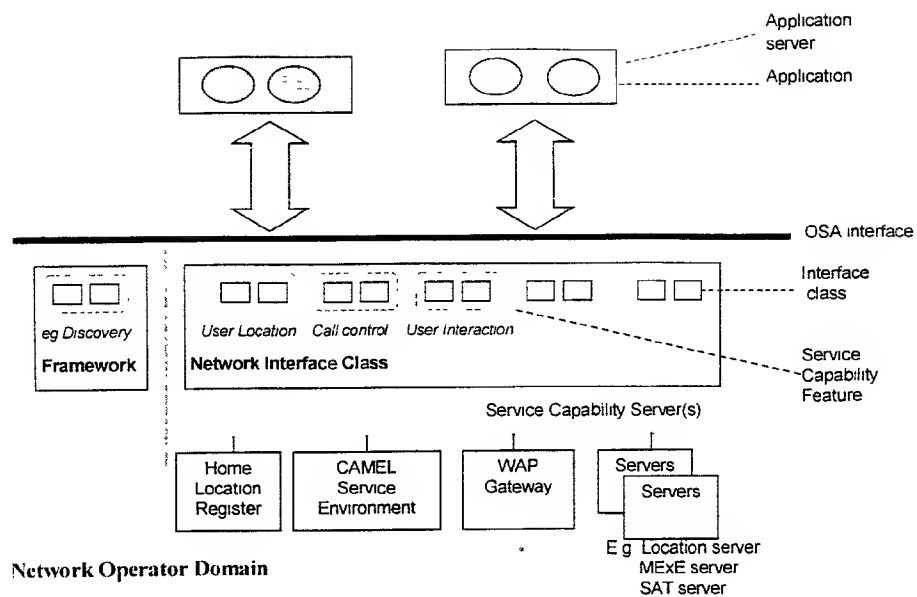 Application
server
Application
OSA interface
Interface
class
eg Discovery
Framework
User Location
Call control
User Interaction
Network Interface Class
Service
Capability
Feature
Service Capability Server(s)
Home
Location
Register
CAMEL
Service
Environment
WAP
Gateway
Servers
Servers
E g Location server
MExE server
SAT server
Network Operator Domain